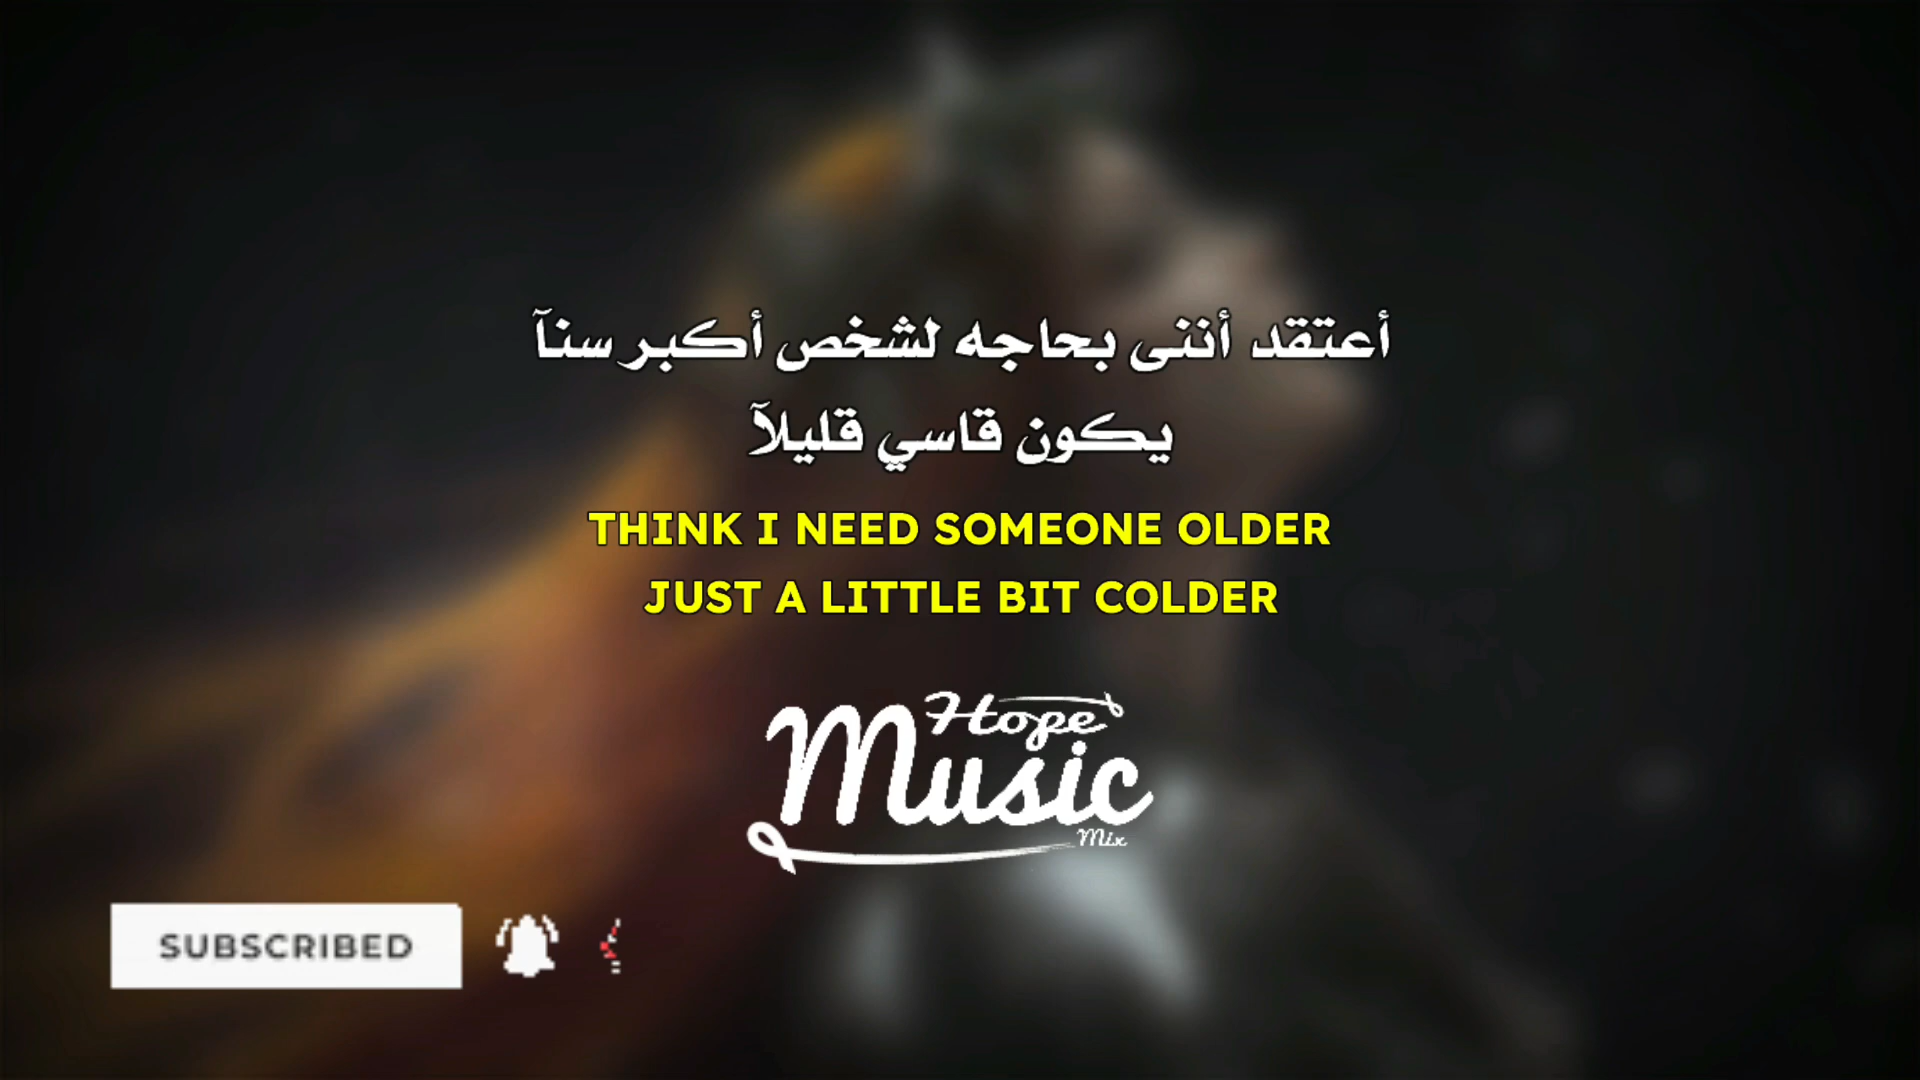 أعتقد أننى بحاجه لشخص أكبر سنآ
يكون قاسي قليلآ
THINK I NEED SOMEONE OLDER
JUST A LITTLE BIT COLDER
Hope
Music
Mix
SUBSCRIBED